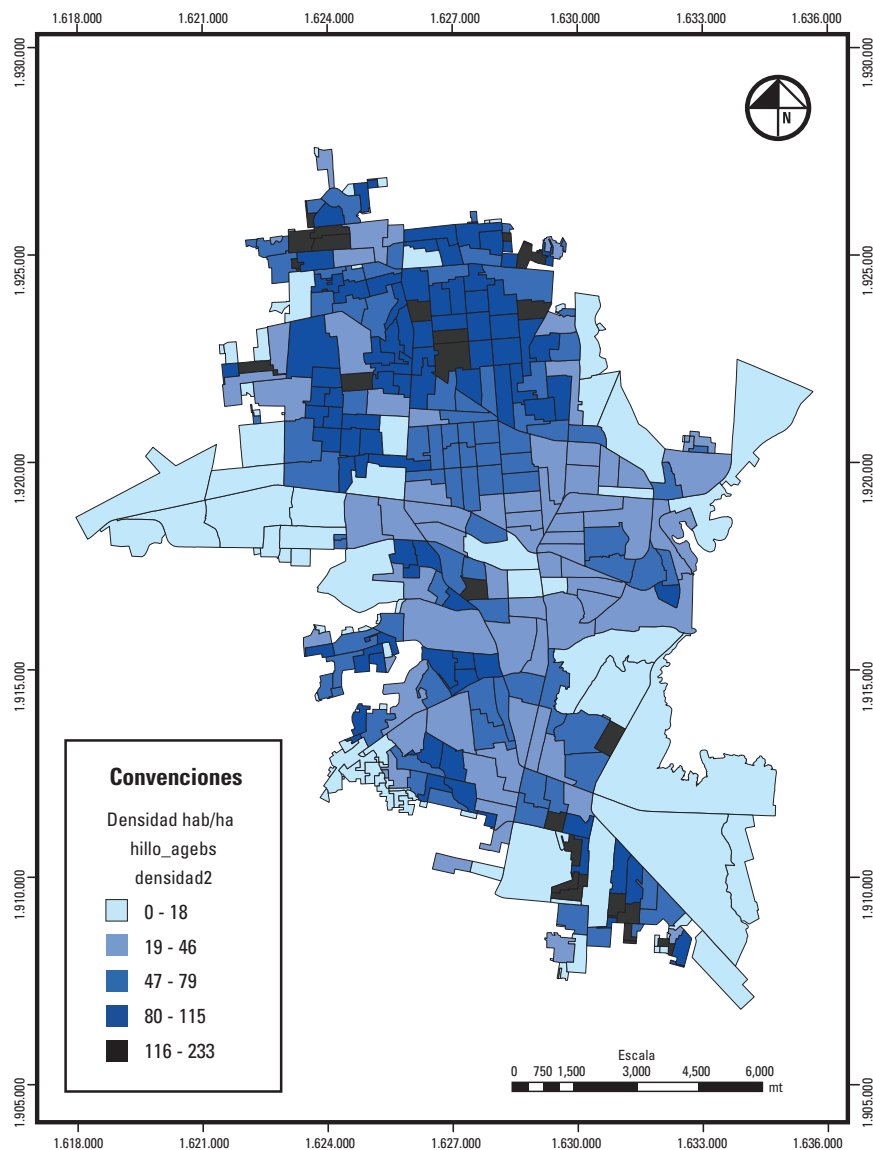 1.618.000 1.621.000 1.624.000 1.627.000 1.630.000 1.633.000 1.636.000
1.930.000 1.930.000
N
1.925.000 1.925.000
1.920.000 1.920.000
1.915.000 1.915.000
Convenciones
Densidad hab/ha
hillo_agebs
densidad2
0 - 18
19 - 46
47 - 79
80 - 115
116 - 233
1.910.000 1.910.000
Escala
0 750 1,500 3,000 4,500 6,000
mt
1.905.000 1.905.000
1.618.000 1.621.000 1.624.000 1.627.000 1.630.000 1.633.000 1.636.000